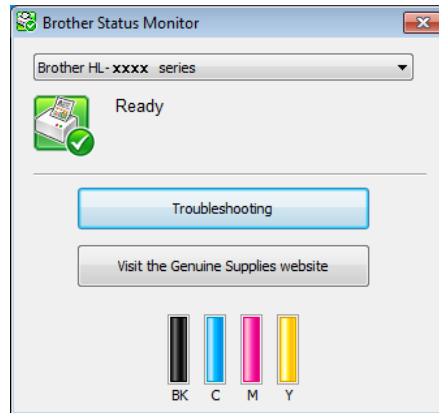 Brother Status Monitor
Brother HL-xxxx series
Ready
Troubleshooting
Visit the Genuine Supplies website
BK C M Y